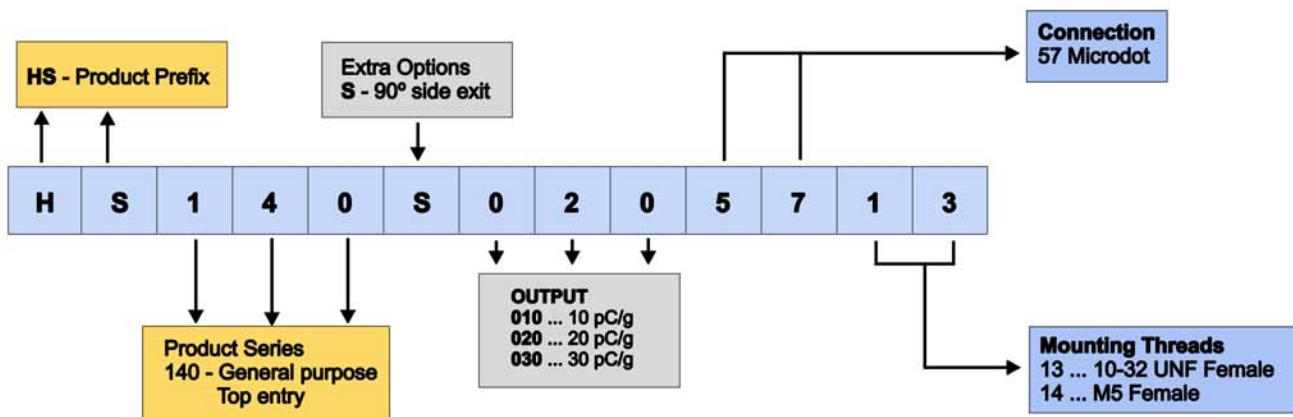 Connection
57 Microdot
HS - Product Prefix
Extra Options
S - 90º side exit
H S 1 4 0 S 0 2 0 5 7 1 3
OUTPUT
010 ... 10 pC/g
020 ... 20 pC/g
030 ... 30 pC/g
Product Series
140 - General purpose
Top entry
Mounting Threads
13 ... 10-32 UNF Female
14 ... M5 Female